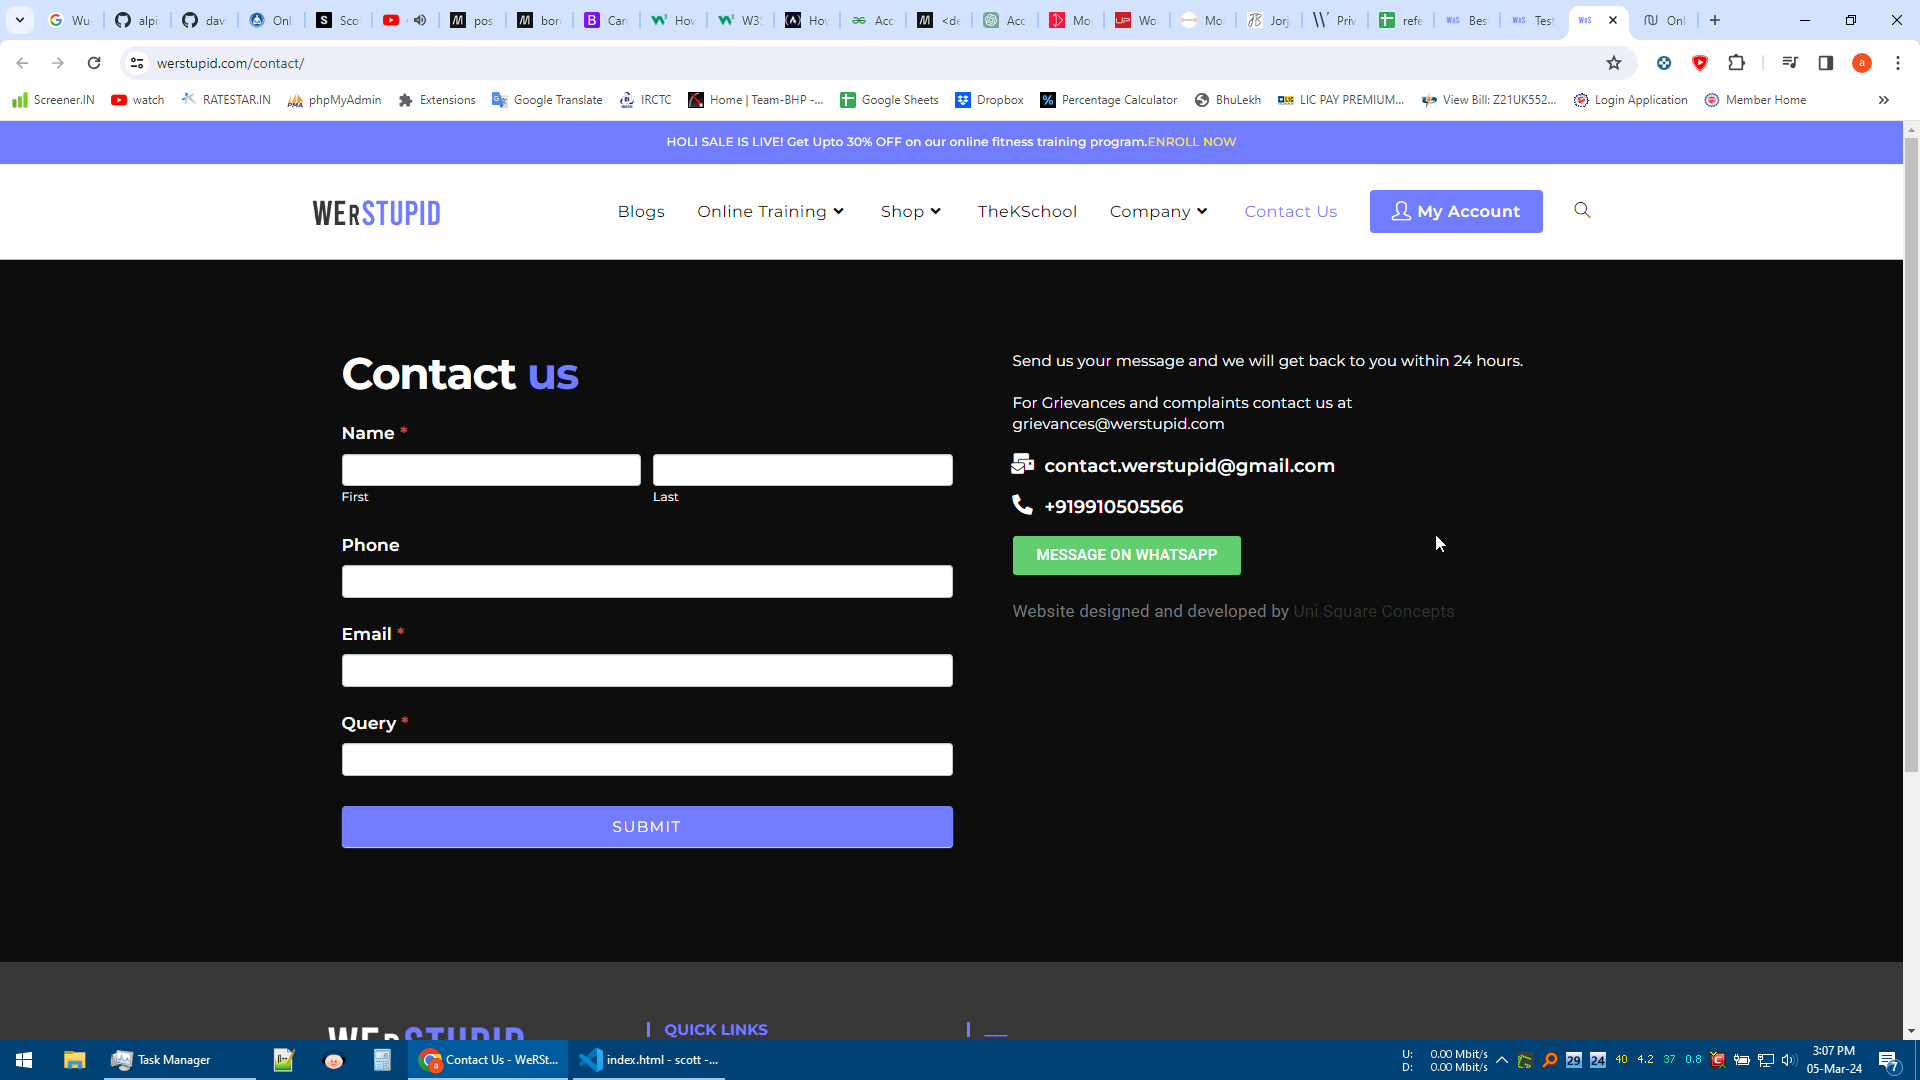 Wu
alpi
dav
Onl
Sco
pos
bor
Car
How
W3S
How
Acc
<de
Acc
Mo
Wo
Mo
Jorj
Priv
refe
Bes
Test
Onl
werstupid.com/contact/
a
Screener.IN
watch
RATESTAR.IN
phpMyAdmin
Extensions
Google Translate
IRCTC
Home | Team-BHP -...
Google Sheets
Dropbox
Percentage Calculator
BhuLekh
LIC PAY PREMIUM...
View Bill: Z21UK552...
Login Application
Member Home
HOLI SALE IS LIVE! Get Upto 30% OFF on our online fitness training program.ENROLL NOW
WERSTUPID
Blogs
Online Training
Shop
TheKSchool
Company
Contact Us
My Account
Contact us
Name *
First
Last
Phone
Email *
Query *
SUBMIT
Send us your message and we will get back to you within 24 hours.
For Grievances and complaints contact us at
grievances@werstupid.com
contact.werstupid@gmail.com
+919910505566
MESSAGE ON WHATSAPP
Website designed and developed by Uni Square Concepts
WERSTUPID
QUICK LINKS
Task Manager
Contact Us - WeRSt...
index.html - scott -...
U: 0.00 Mbit/s
D: 0.00 Mbit/s
29
24
40
4.2
37
0.8
3:07 PM
05-Mar-24
7